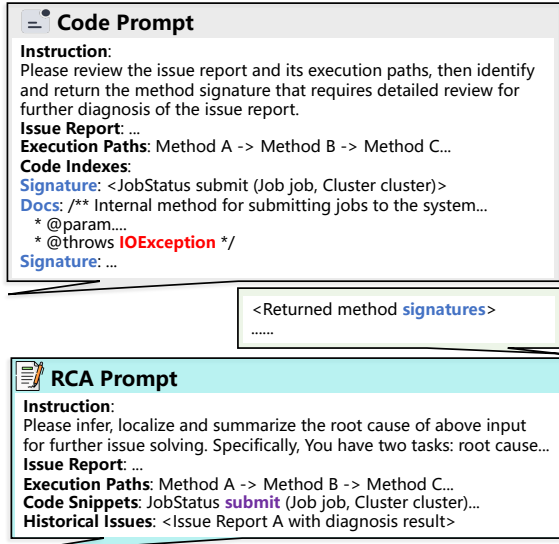 Code Prompt
Instruction:
Please review the issue report and its execution paths, then identify
and return the method signature that requires detailed review for
further diagnosis of the issue report.
Issue Report: ...
Execution Paths: Method A -> Method B -> Method C...
Code Indexes:
Signature: <JobStatus submit (Job job, Cluster cluster)>
Docs: /** Internal method for submitting jobs to the system...
* @param....
* @throws IOException */
Signature: ...
<Returned method signatures>
......
RCA Prompt
Instruction:
Please infer, localize and summarize the root cause of above input
for further issue solving. Specifically, You have two tasks: root cause...
Issue Report: ...
Execution Paths: Method A -> Method B -> Method C...
Code Snippets: JobStatus submit (Job job, Cluster cluster)...
Historical Issues: <Issue Report A with diagnosis result>